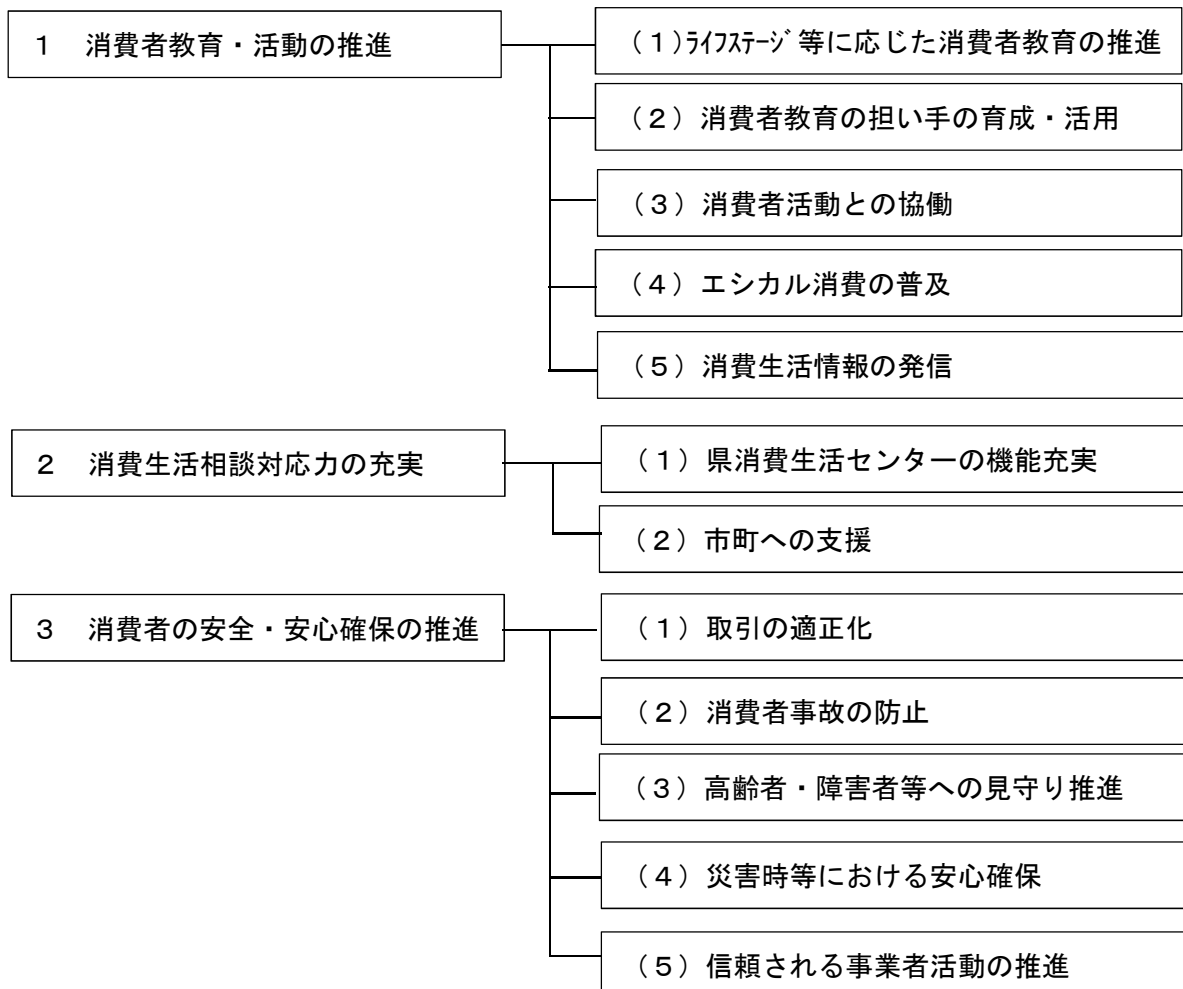 １　消費者教育・活動の推進
（１）ﾗｲﾌｽﾃｰｼﾞ等に応じた消費者教育の推進
（２）消費者教育の担い手の育成・活用
（３）消費者活動との協働
（４）エシカル消費の普及
（５）消費生活情報の発信
２　消費生活相談対応力の充実
（１）県消費生活センターの機能充実
（２）市町への支援
３　消費者の安全・安心確保の推進
（１）取引の適正化
（２）消費者事故の防止
（３）高齢者・障害者等への見守り推進
（４）災害時等における安心確保
（５）信頼される事業者活動の推進